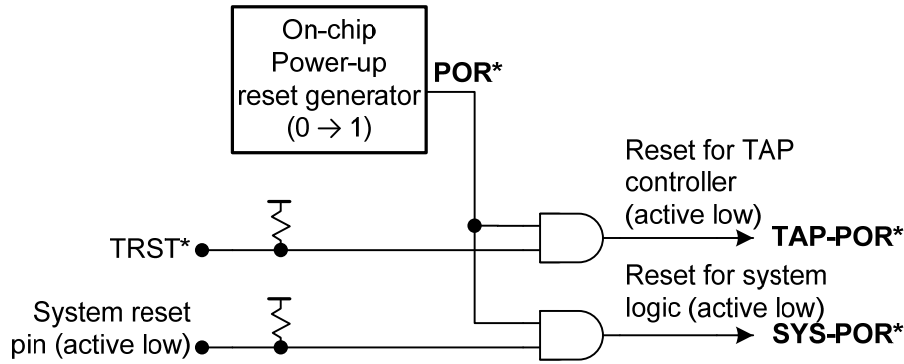 On-chip
Power-up
reset generator
(0 → 1)
POR*
Reset for TAP
controller
(active low)
TAP-POR*
TRST*
Reset for system
logic (active low)
SYS-POR*
System reset
pin (active low)